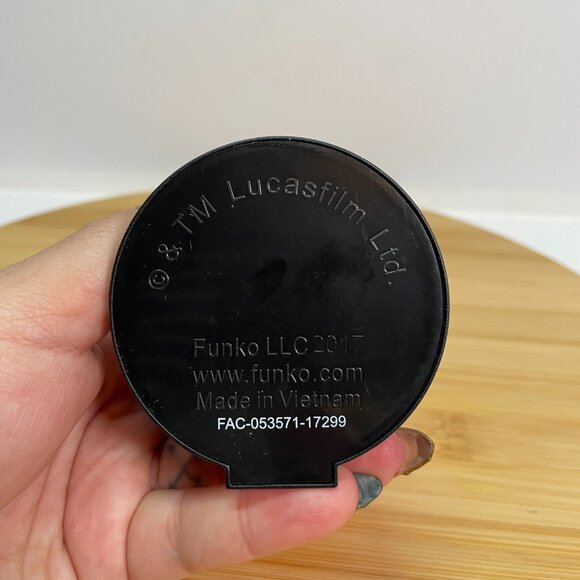 © & TM Lucasfilm Ltd.
Funko LLC 2017
www.funko.com
Made in Vietnam
FAC-053571-17299